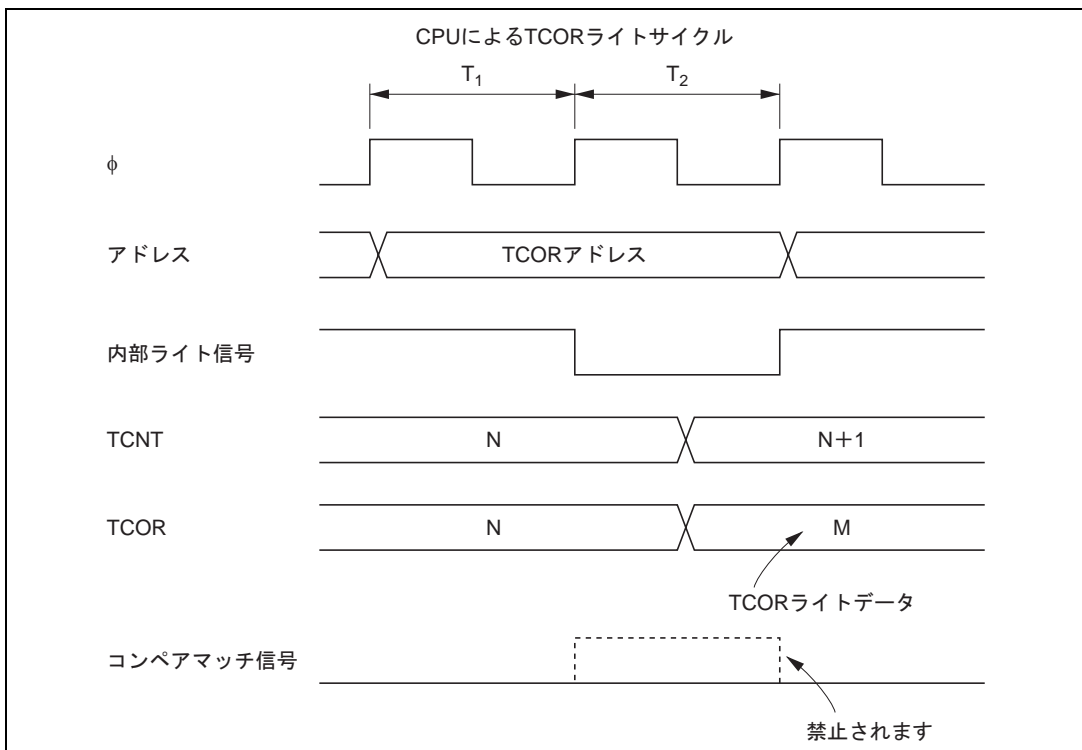 CPUによるTCORライトサイクル
T1 T2
φ
アドレス TCORアドレス
内部ライト信号
TCNT N N+1
TCOR N M
TCORライトデータ
コンペアマッチ信号
禁止されます